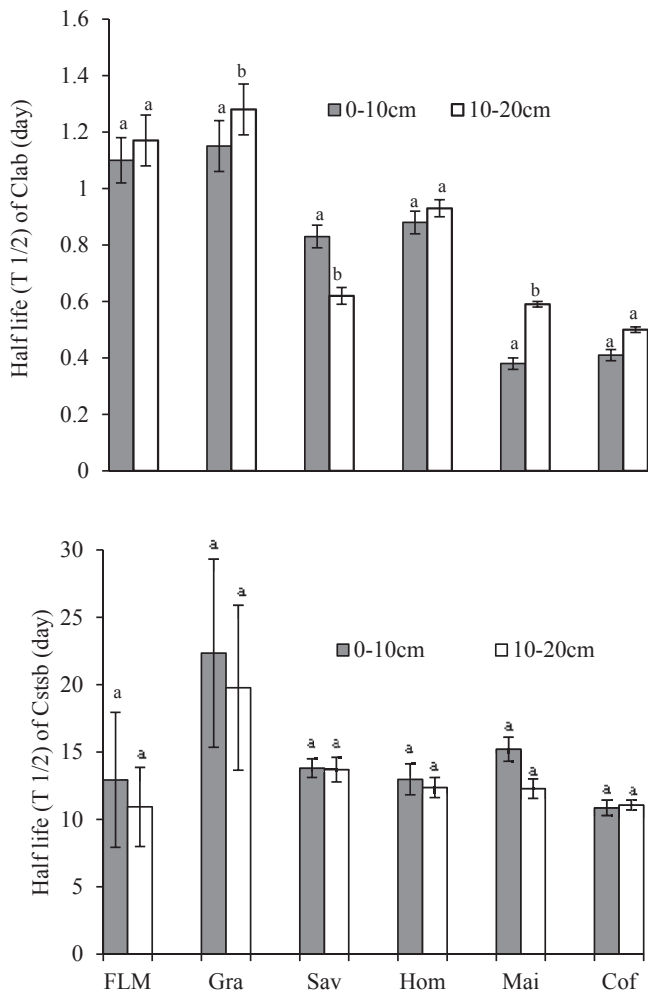 Half life (T 1/2) of Clab (day)
1.6
1.4
1.2
1
0.8
0.6
0.4
0.2
0
0-10cm 10-20cm
a a a b a b a a a b a a
Half life (T 1/2) of Cstsb (day)
30
25
20
15
10
5
0
0-10cm 10-20cm
a a a a a a a a a a a a
FLM Gra Sav Hom Mai Cof